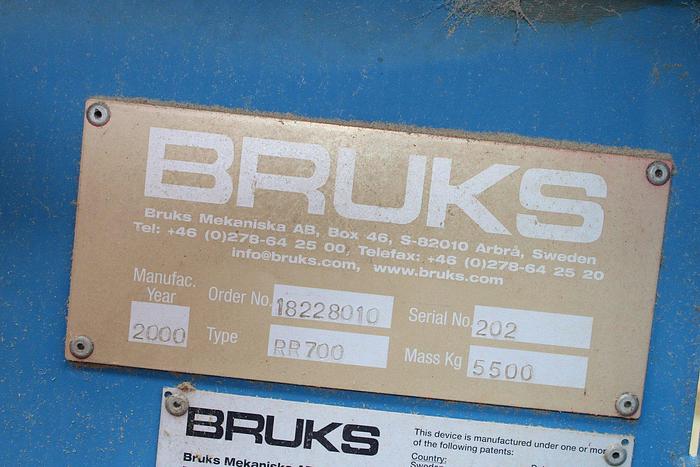 BRUKS
Bruks Mekaniska AB, Box 46, S-82010 Arbrå, Sweden
Tel: +46 (0)278-64 25 00, Telefax: +46 (0)278-64 25 20
info@bruks.com, www.bruks.com
Manufac. Year 2000
Order No. 18228010 Serial No. 202
Type RR700 Mass Kg 5500
BRUKS
This device is manufactured under one or more
of the following patents:
Country:
Bruks Mekaniska